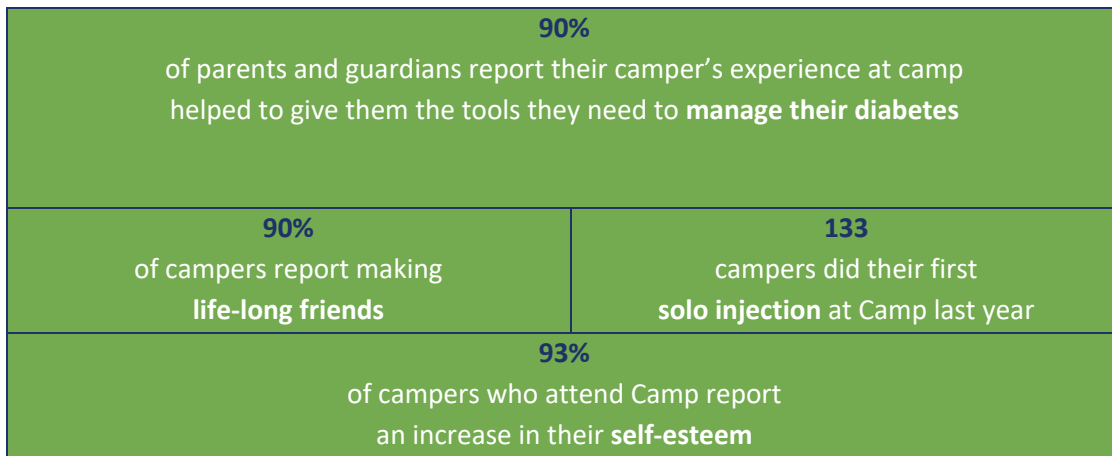 90%
of parents and guardians report their camper’s experience at camp
helped to give them the tools they need to manage their diabetes
90%
of campers report making
life-long friends
133
campers did their first
solo injection at Camp last year
93%
of campers who attend Camp report
an increase in their self-esteem